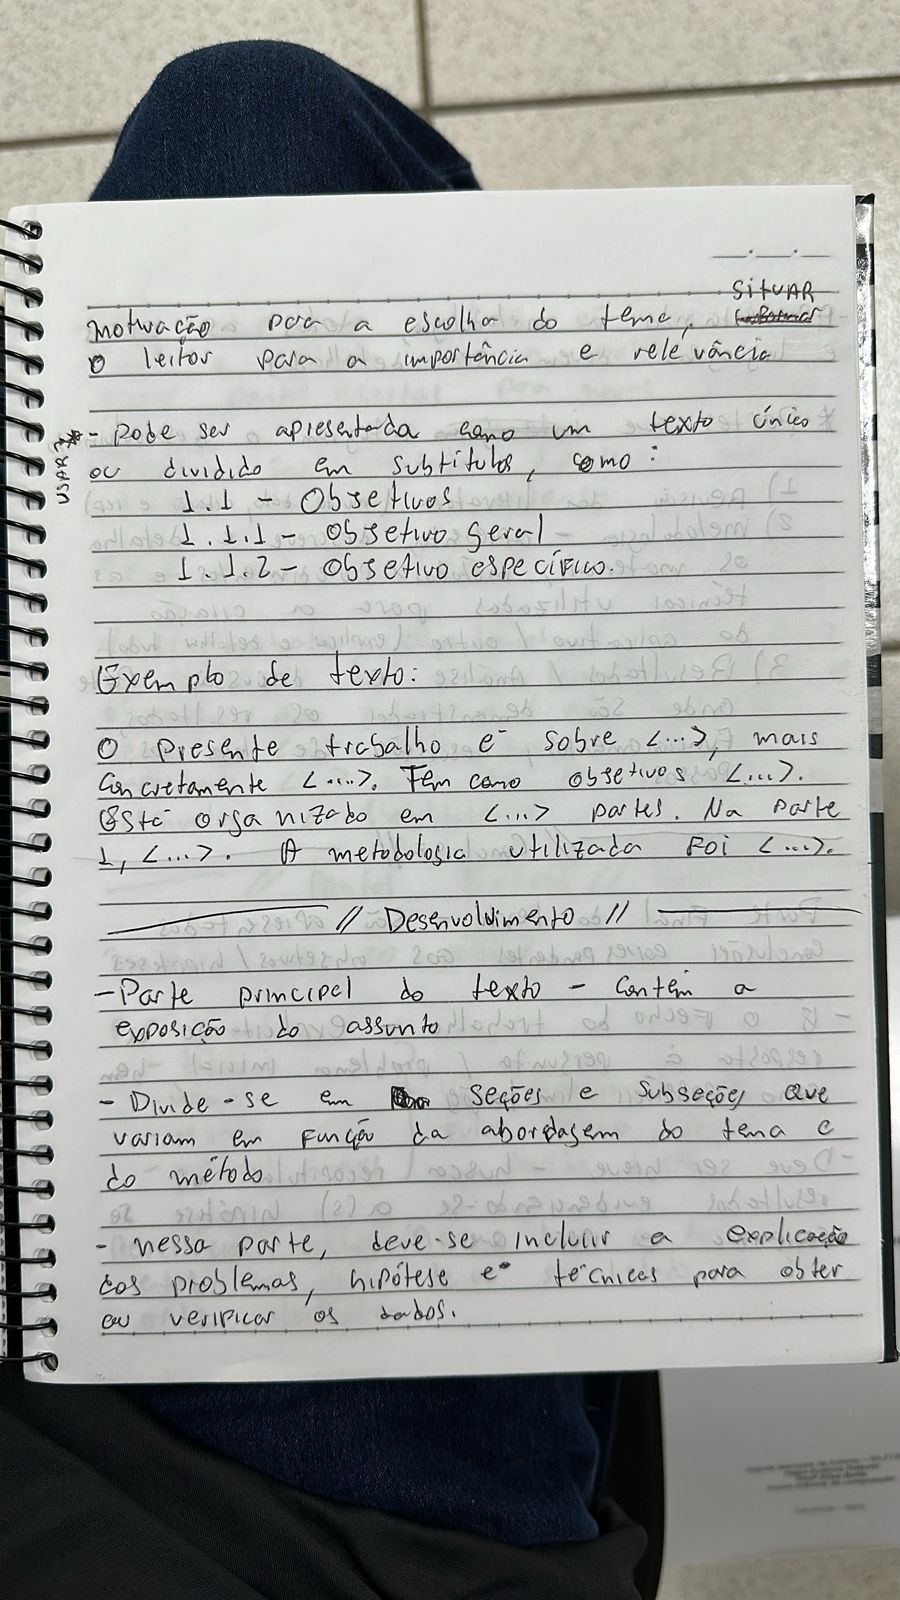 SITUAR
motivação para a escolha do tema,
o leitor para a importância e relevância
USAR?* - Pode ser apresentada como um texto único
ou dividido em subtítulos, como:
1.1 - Objetivos
1.1.1 - Objetivo geral
1.1.2 - Objetivo específico.
Exemplo de texto:
O presente trabalho é sobre <...>, mais
concretamente <...>. Tem como objetivos <...>.
Está organizado em <...> partes. Na parte
1, <...>. A metodologia utilizada foi <...>.
// Desenvolvimento //
- Parte principal do texto - contém a
exposição do assunto
- Divide-se em seções e subseções que
variam em função da abordagem do tema e
do método
- nessa parte, deve-se incluir a explicação
dos problemas, hipótese e técnicas para obter
ou verificar os dados.